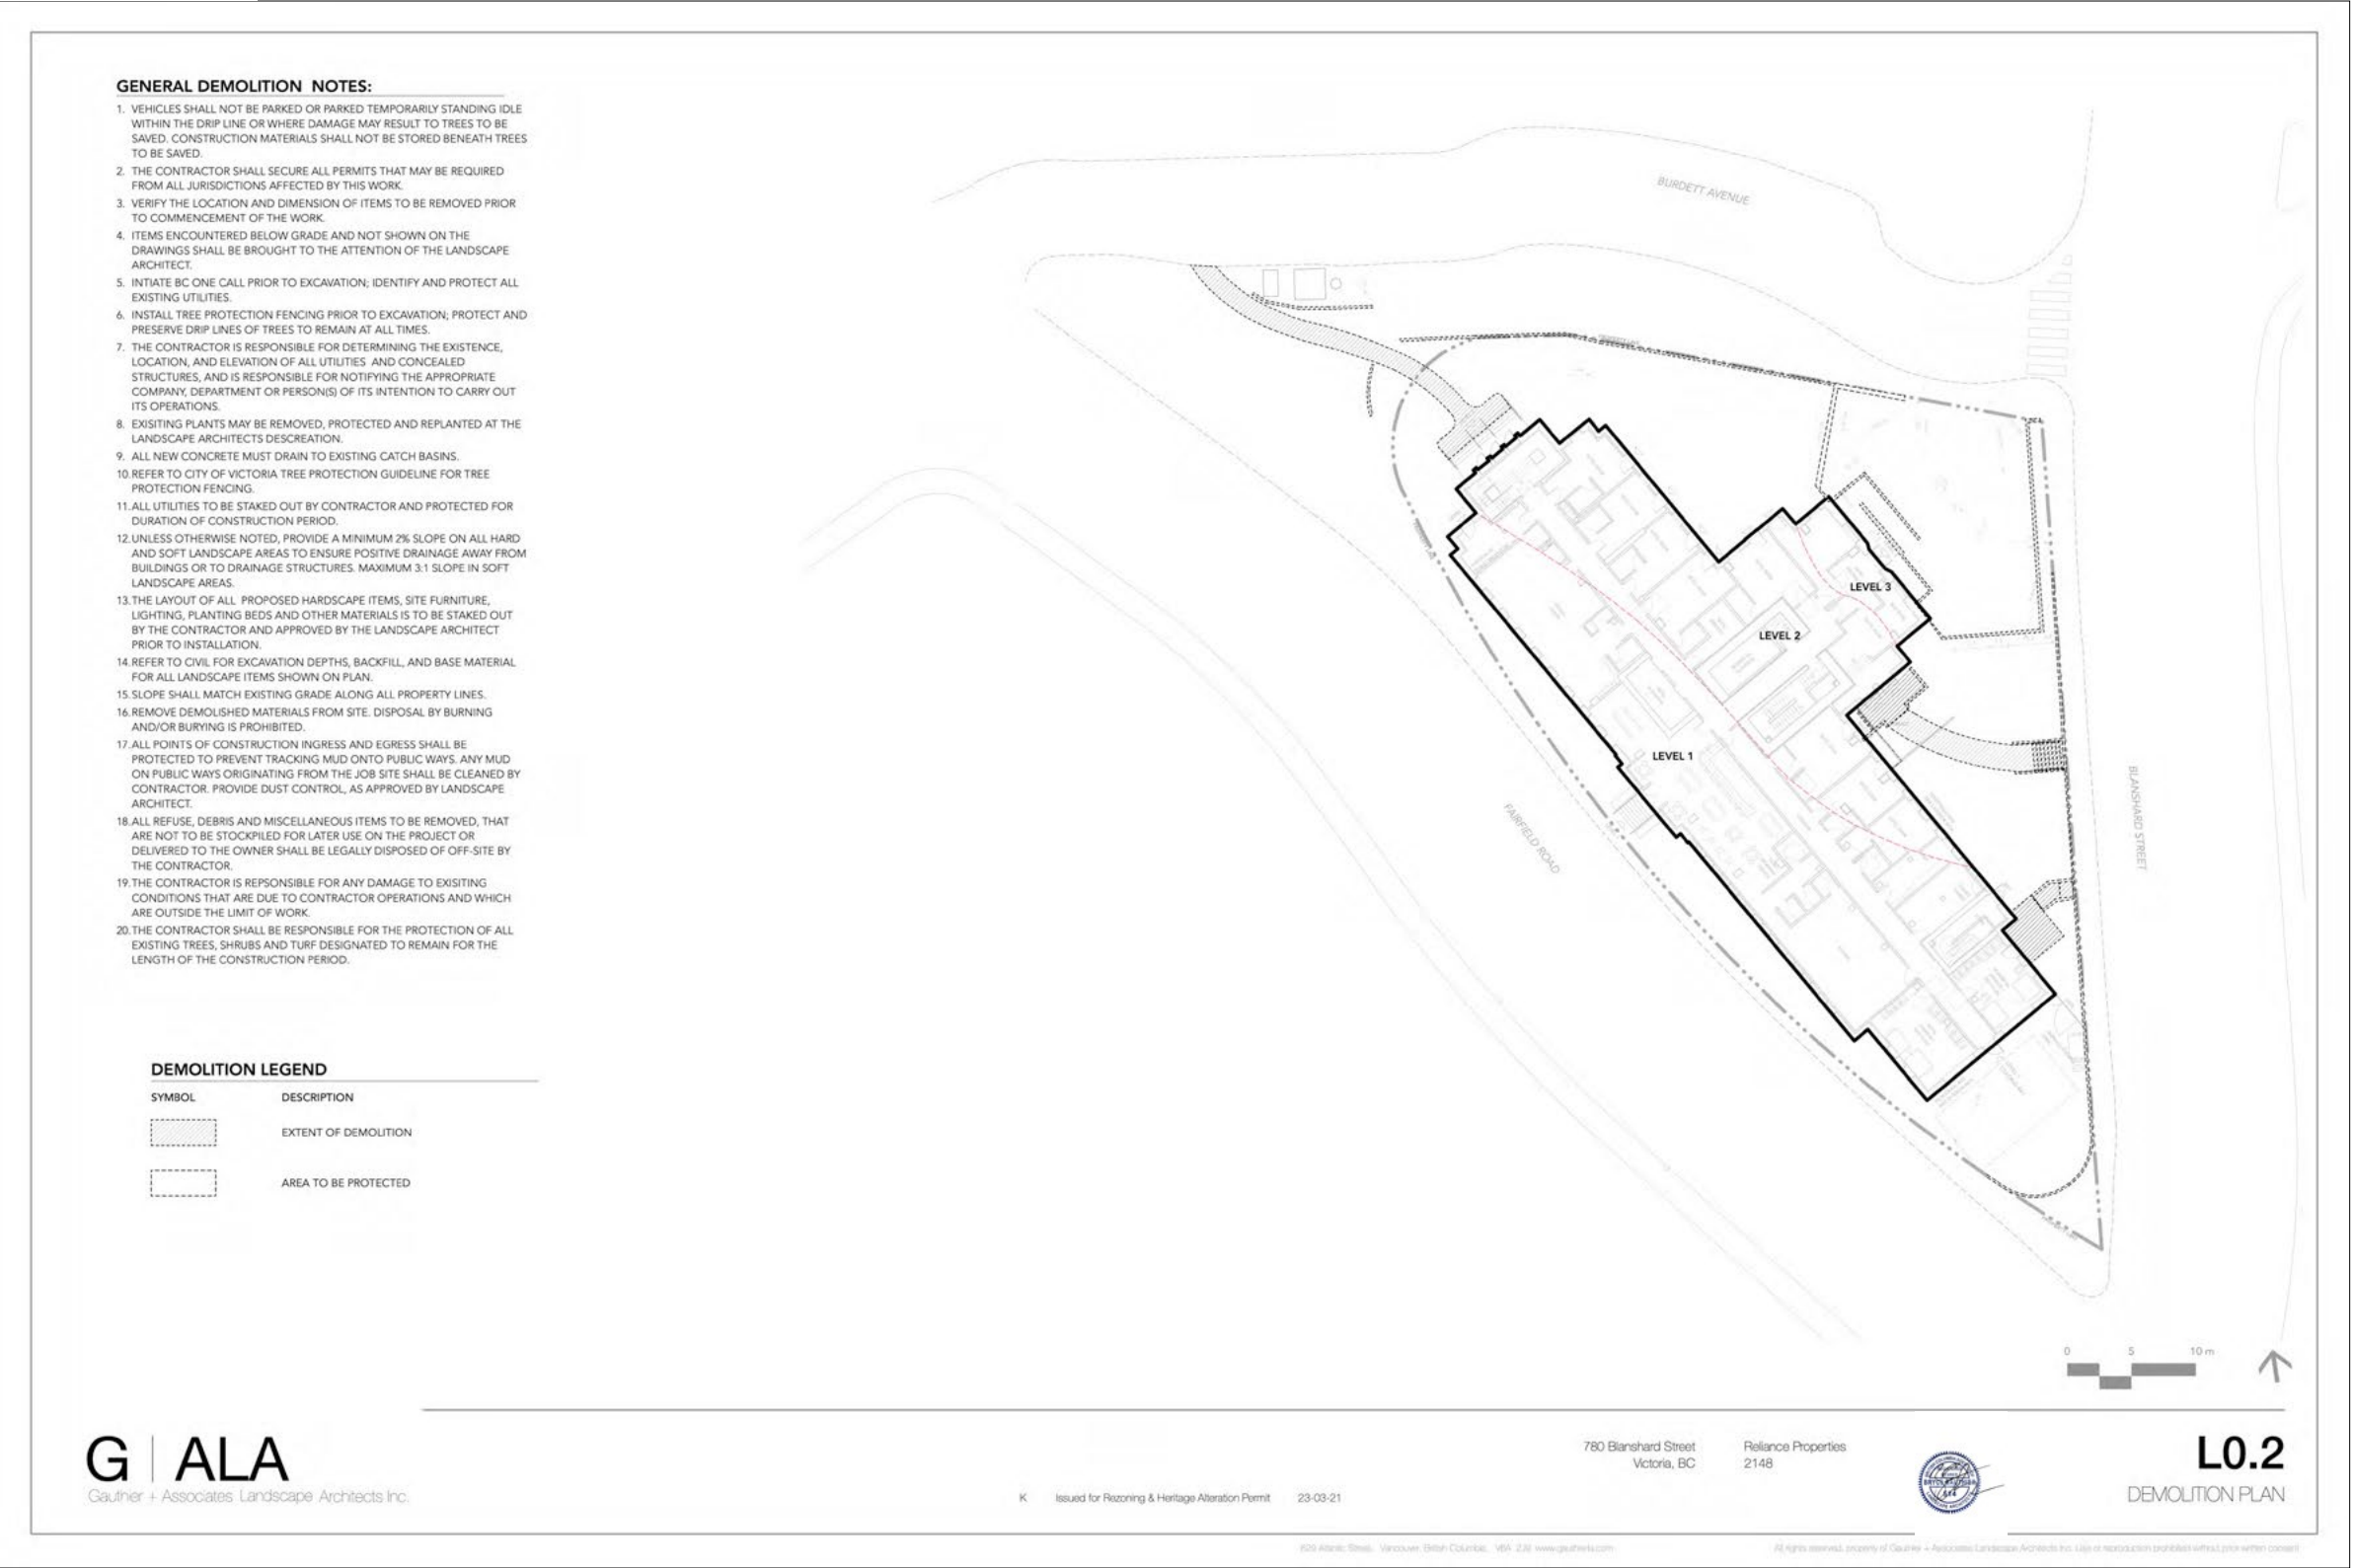 GENERAL DEMOLITION NOTES:
1. VEHICLES SHALL NOT BE PARKED OR PARKED TEMPORARILY STANDING IDLE
WITHIN THE DRIP LINE OR WHERE DAMAGE MAY RESULT TO TREES TO BE
SAVED. CONSTRUCTION MATERIALS SHALL NOT BE STORED BENEATH TREES
TO BE SAVED.
2. THE CONTRACTOR SHALL SECURE ALL PERMITS THAT MAY BE REQUIRED
FROM ALL JURISDICTIONS AFFECTED BY THIS WORK.
3. VERIFY THE LOCATION AND DIMENSION OF ITEMS TO BE REMOVED PRIOR
TO COMMENCEMENT OF THE WORK.
4. ITEMS ENCOUNTERED BELOW GRADE AND NOT SHOWN ON THE
DRAWINGS SHALL BE BROUGHT TO THE ATTENTION OF THE LANDSCAPE
ARCHITECT.
5. INTIATE BC ONE CALL PRIOR TO EXCAVATION; IDENTIFY AND PROTECT ALL
EXISTING UTILITIES.
6. INSTALL TREE PROTECTION FENCING PRIOR TO EXCAVATION; PROTECT AND
PRESERVE DRIP LINES OF TREES TO REMAIN AT ALL TIMES.
7. THE CONTRACTOR IS RESPONSIBLE FOR DETERMINING THE EXISTENCE,
LOCATION, AND ELEVATION OF ALL UTILITIES AND CONCEALED
STRUCTURES, AND IS RESPONSIBLE FOR NOTIFYING THE APPROPRIATE
COMPANY, DEPARTMENT OR PERSON(S) OF ITS INTENTION TO CARRY OUT
ITS OPERATIONS.
8. EXISITING PLANTS MAY BE REMOVED, PROTECTED AND REPLANTED AT THE
LANDSCAPE ARCHITECTS DESCREATION.
9. ALL NEW CONCRETE MUST DRAIN TO EXISTING CATCH BASINS.
10. REFER TO CITY OF VICTORIA TREE PROTECTION GUIDELINE FOR TREE
PROTECTION FENCING.
11. ALL UTILITIES TO BE STAKED OUT BY CONTRACTOR AND PROTECTED FOR
DURATION OF CONSTRUCTION PERIOD.
12. UNLESS OTHERWISE NOTED, PROVIDE A MINIMUM 2% SLOPE ON ALL HARD
AND SOFT LANDSCAPE AREAS TO ENSURE POSITIVE DRAINAGE AWAY FROM
BUILDINGS OR TO DRAINAGE STRUCTURES. MAXIMUM 3:1 SLOPE IN SOFT
LANDSCAPE AREAS.
13. THE LAYOUT OF ALL PROPOSED HARDSCAPE ITEMS, SITE FURNITURE,
LIGHTING, PLANTING BEDS AND OTHER MATERIALS IS TO BE STAKED OUT
BY THE CONTRACTOR AND APPROVED BY THE LANDSCAPE ARCHITECT
PRIOR TO INSTALLATION.
14. REFER TO CIVIL FOR EXCAVATION DEPTHS, BACKFILL, AND BASE MATERIAL
FOR ALL LANDSCAPE ITEMS SHOWN ON PLAN.
15. SLOPE SHALL MATCH EXISTING GRADE ALONG ALL PROPERTY LINES.
16. REMOVE DEMOLISHED MATERIALS FROM SITE. DISPOSAL BY BURNING
AND/OR BURYING IS PROHIBITED.
17. ALL POINTS OF CONSTRUCTION INGRESS AND EGRESS SHALL BE
PROTECTED TO PREVENT TRACKING MUD ONTO PUBLIC WAYS. ANY MUD
ON PUBLIC WAYS ORIGINATING FROM THE JOB SITE SHALL BE CLEANED BY
CONTRACTOR. PROVIDE DUST CONTROL, AS APPROVED BY LANDSCAPE
ARCHITECT.
18. ALL REFUSE, DEBRIS AND MISCELLANEOUS ITEMS TO BE REMOVED, THAT
ARE NOT TO BE STOCKPILED FOR LATER USE ON THE PROJECT OR
DELIVERED TO THE OWNER SHALL BE LEGALLY DISPOSED OF OFF-SITE BY
THE CONTRACTOR.
19. THE CONTRACTOR IS REPSONSIBLE FOR ANY DAMAGE TO EXISITING
CONDITIONS THAT ARE DUE TO CONTRACTOR OPERATIONS AND WHICH
ARE OUTSIDE THE LIMIT OF WORK.
20. THE CONTRACTOR SHALL BE RESPONSIBLE FOR THE PROTECTION OF ALL
EXISTING TREES, SHRUBS AND TURF DESIGNATED TO REMAIN FOR THE
LENGTH OF THE CONSTRUCTION PERIOD.
DEMOLITION LEGEND
SYMBOL DESCRIPTION
EXTENT OF DEMOLITION
AREA TO BE PROTECTED
BURDETT AVENUE
LEVEL 3
LEVEL 2
LEVEL 1
FAIRFIELD ROAD
BLANSHARD STREET
0 5 10 m
G | ALA
Gauthier + Associates Landscape Architects Inc.
K Issued for Rezoning & Heritage Alteration Permit 23-03-21
780 Blanshard Street
Victoria, BC
Reliance Properties
2148
L0.2
DEMOLITION PLAN